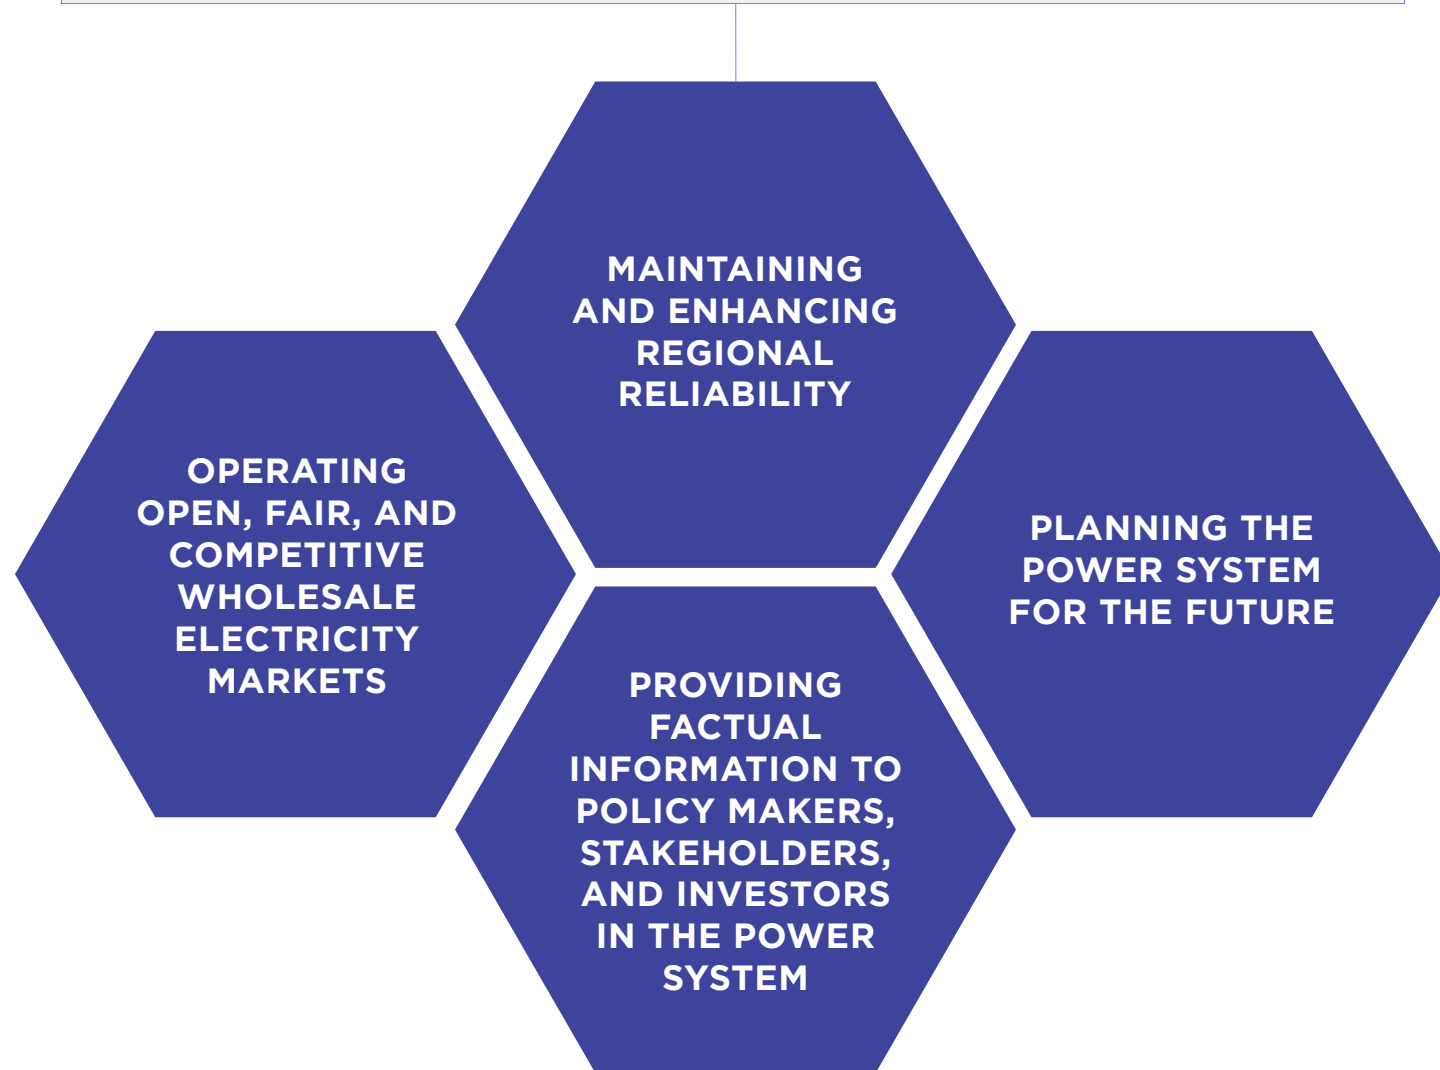 MAINTAINING
AND ENHANCING
REGIONAL
RELIABILITY
OPERATING
OPEN, FAIR, AND
COMPETITIVE
WHOLESALE
ELECTRICITY
MARKETS
PLANNING THE
POWER SYSTEM
FOR THE FUTURE
PROVIDING
FACTUAL
INFORMATION TO
POLICY MAKERS,
STAKEHOLDERS,
AND INVESTORS
IN THE POWER
SYSTEM